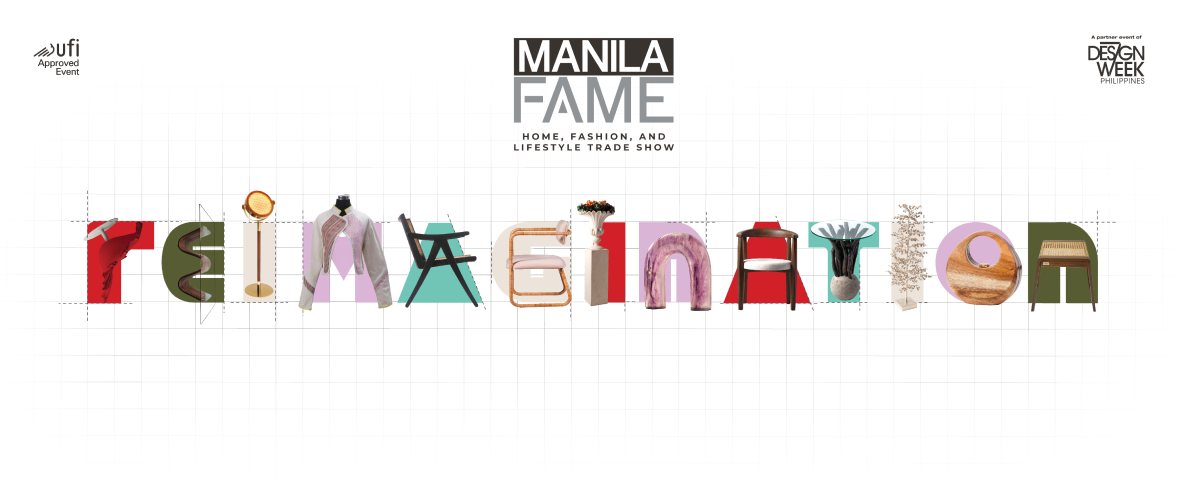 ufi
Approved
Event
MANILA
FAME
HOME, FASHION, AND
LIFESTYLE TRADE SHOW
A partner event of
DESIGN
WEEK
PHILIPPINES
reIMAGINATION